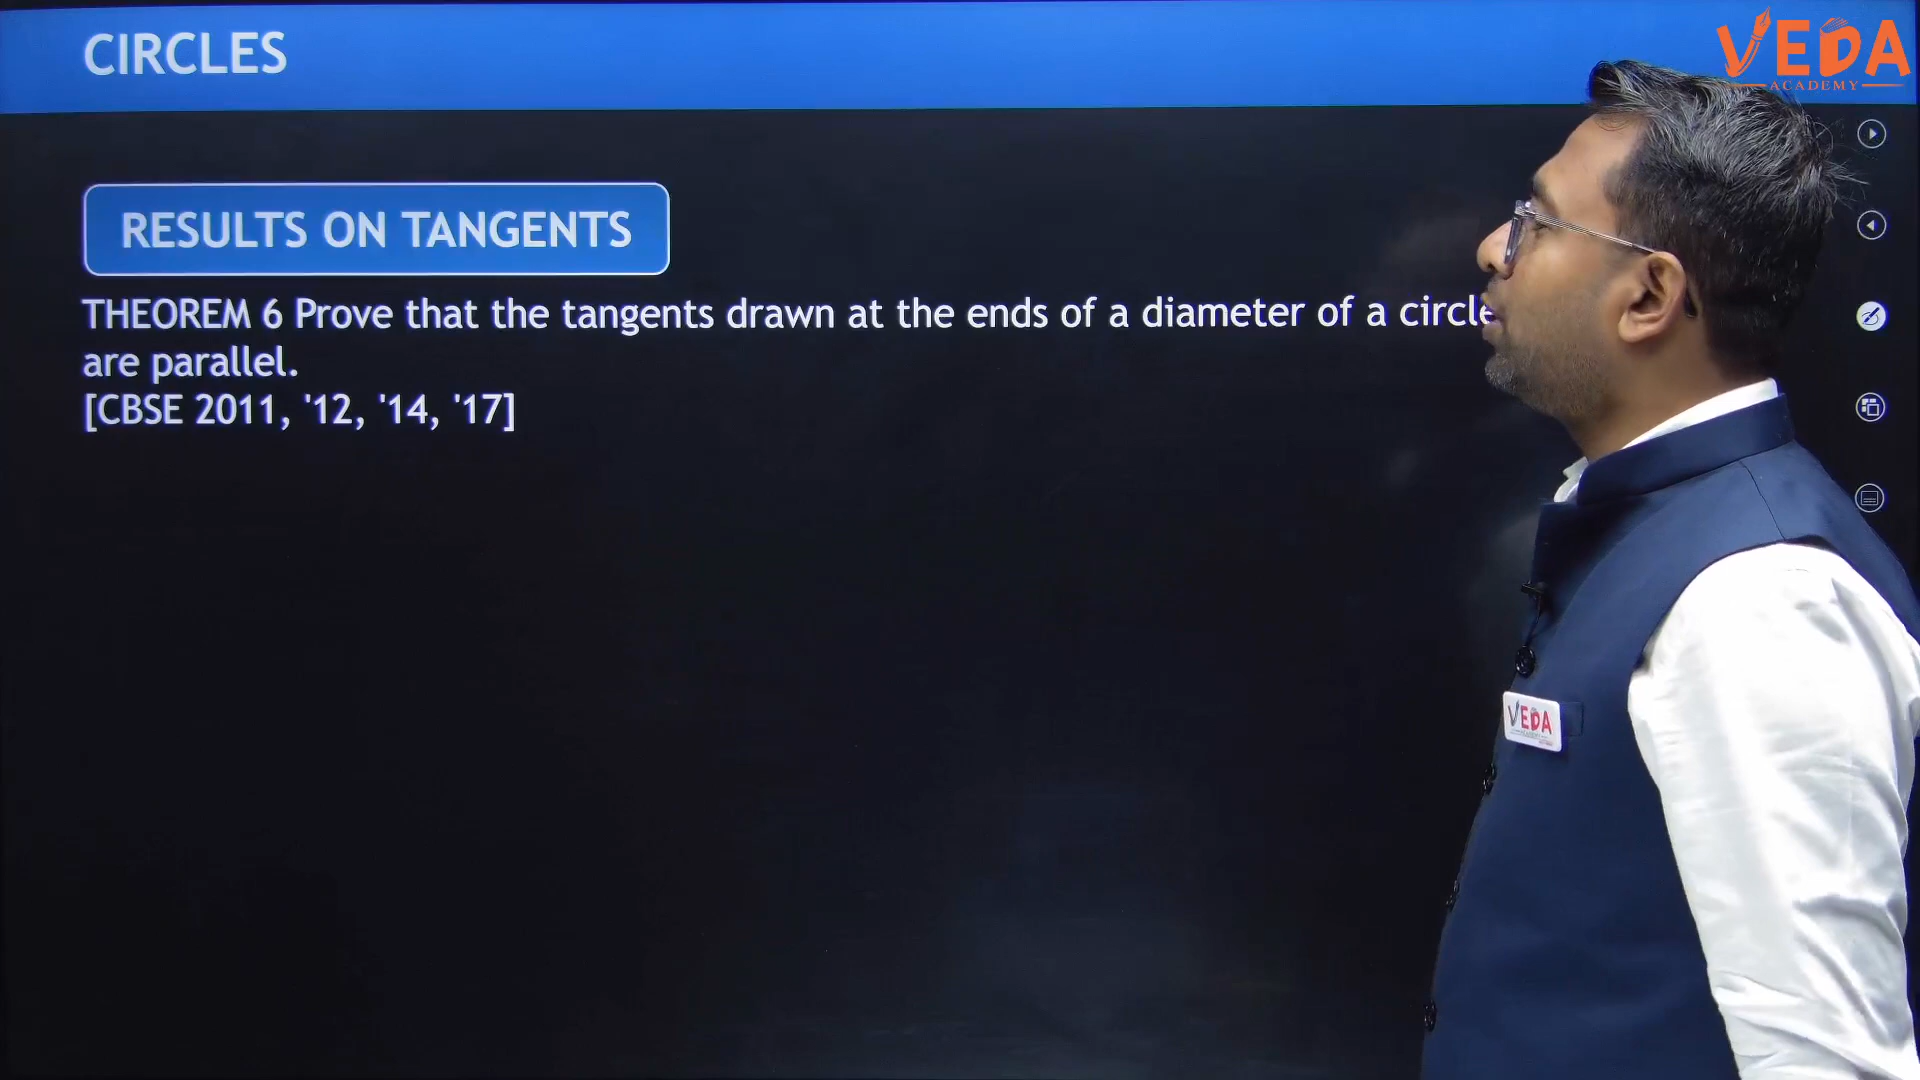 CIRCLES
VEDA
ACADEMY
RESULTS ON TANGENTS
THEOREM 6 Prove that the tangents drawn at the ends of a diameter of a circle
are parallel.
[CBSE 2011, '12, '14, '17]
VEDA